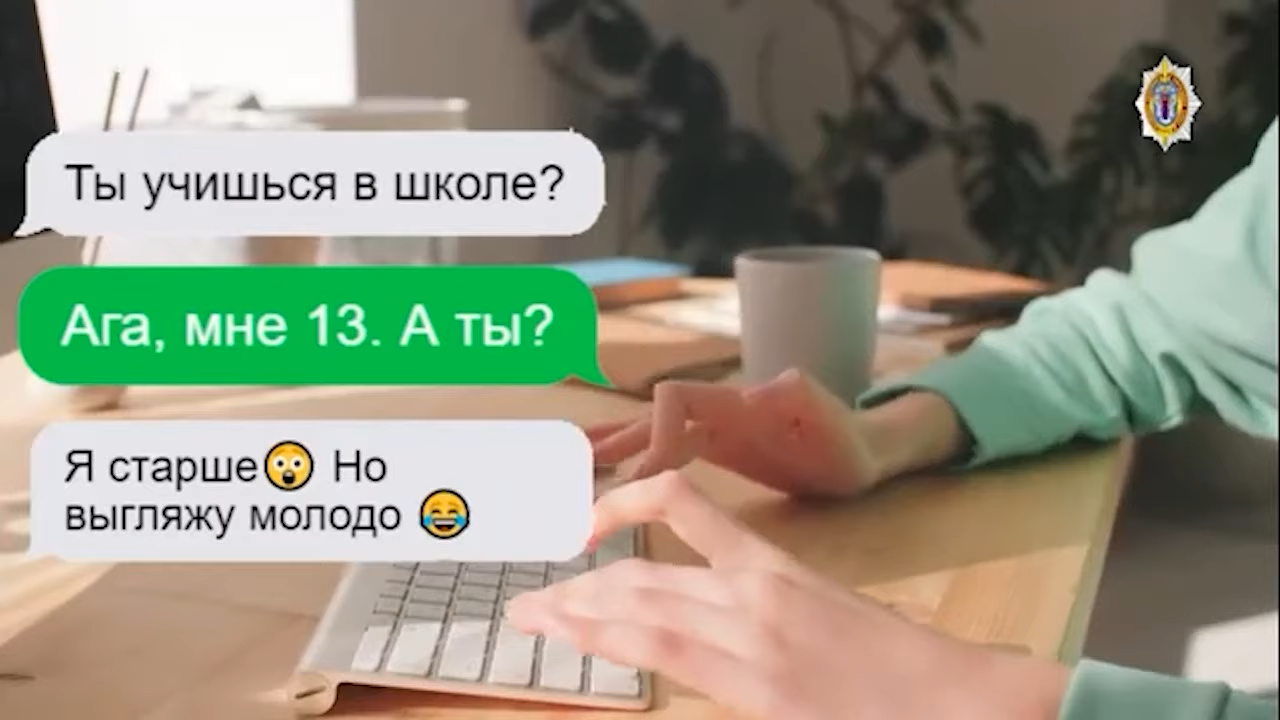 Ты учишься в школе?
Ага, мне 13. А ты?
Я старше😲 Но
выгляжу молодо 😂